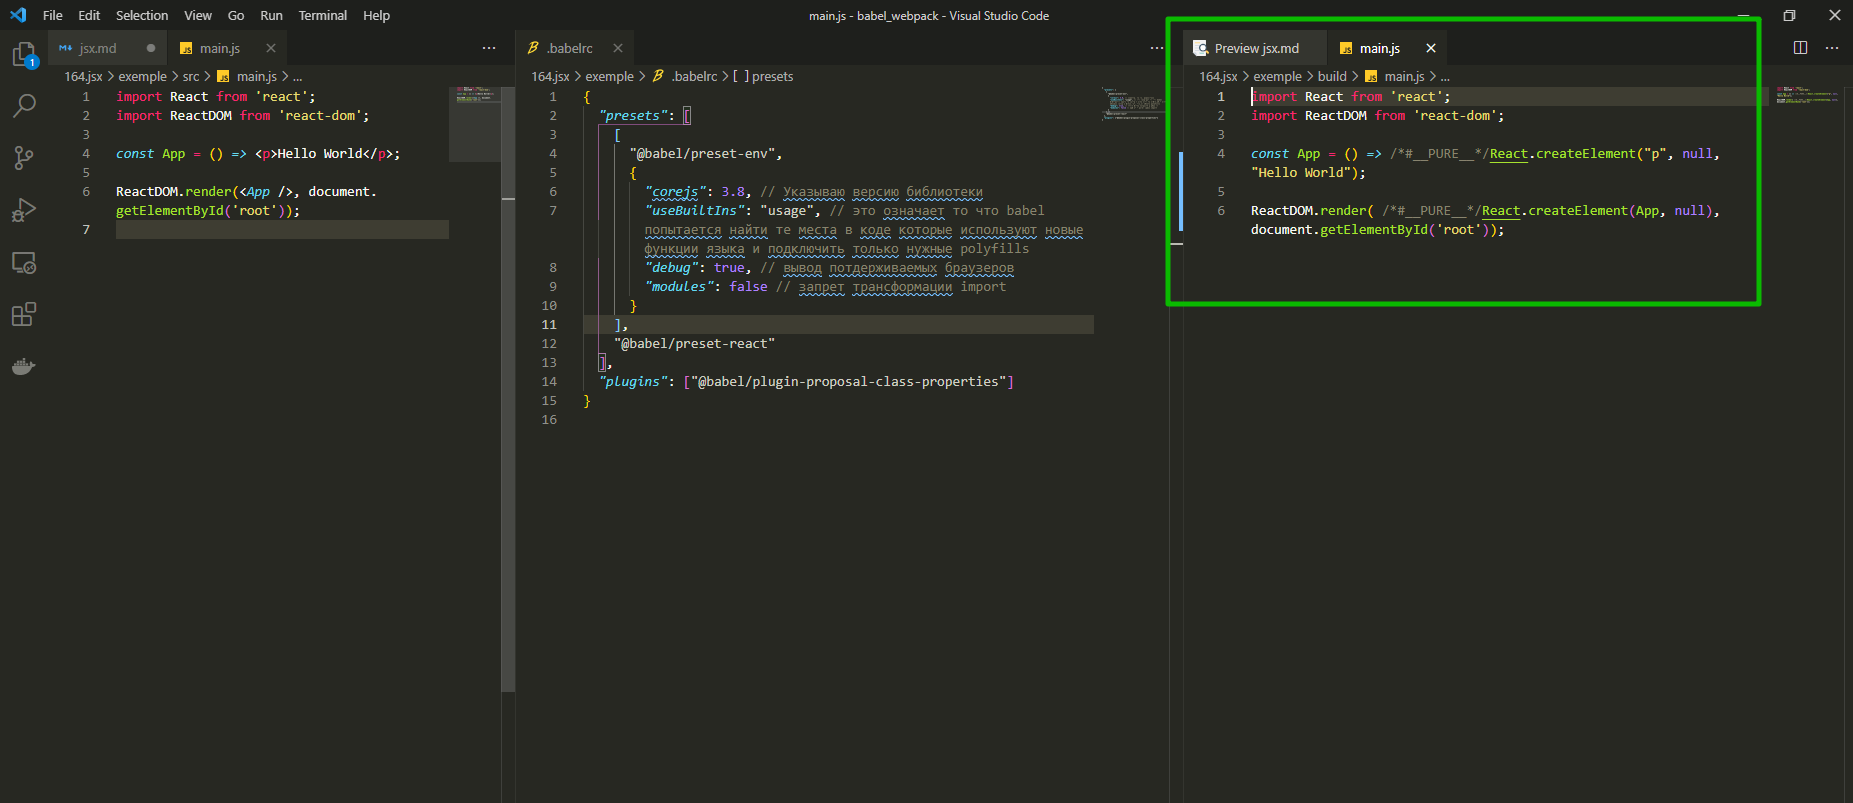 File Edit Selection View Go Run Terminal Help
main.js - babel_webpack - Visual Studio Code
1
jsx.md
main.js
164.jsx > exemple > src > main.js > ...
1 import React from 'react';
2 import ReactDOM from 'react-dom';
3
4 const App = () => <p>Hello World</p>;
5
6 ReactDOM.render(<App />, document.
getElementById('root'));
7
.babelrc
164.jsx > exemple > .babelrc > [ ] presets
1 {
2 "presets": [
3 [
4 "@babel/preset-env",
5 {
6 "corejs": 3.8, // Указываю версию библиотеки
7 "useBuiltIns": "usage", // это означает то что babel
попытается найти те места в коде которые используют новые
функции языка и подключить только нужные polyfills
8 "debug": true, // вывод потдерживаемых браузеров
9 "modules": false // запрет трансформации import
10 }
11 ],
12 "@babel/preset-react"
13 ],
14 "plugins": ["@babel/plugin-proposal-class-properties"]
15 }
16
Preview jsx.md
main.js
164.jsx > exemple > build > main.js > ...
1 import React from 'react';
2 import ReactDOM from 'react-dom';
3
4 const App = () => /*#__PURE__*/React.createElement("p", null,
"Hello World");
5
6 ReactDOM.render( /*#__PURE__*/React.createElement(App, null),
document.getElementById('root'));